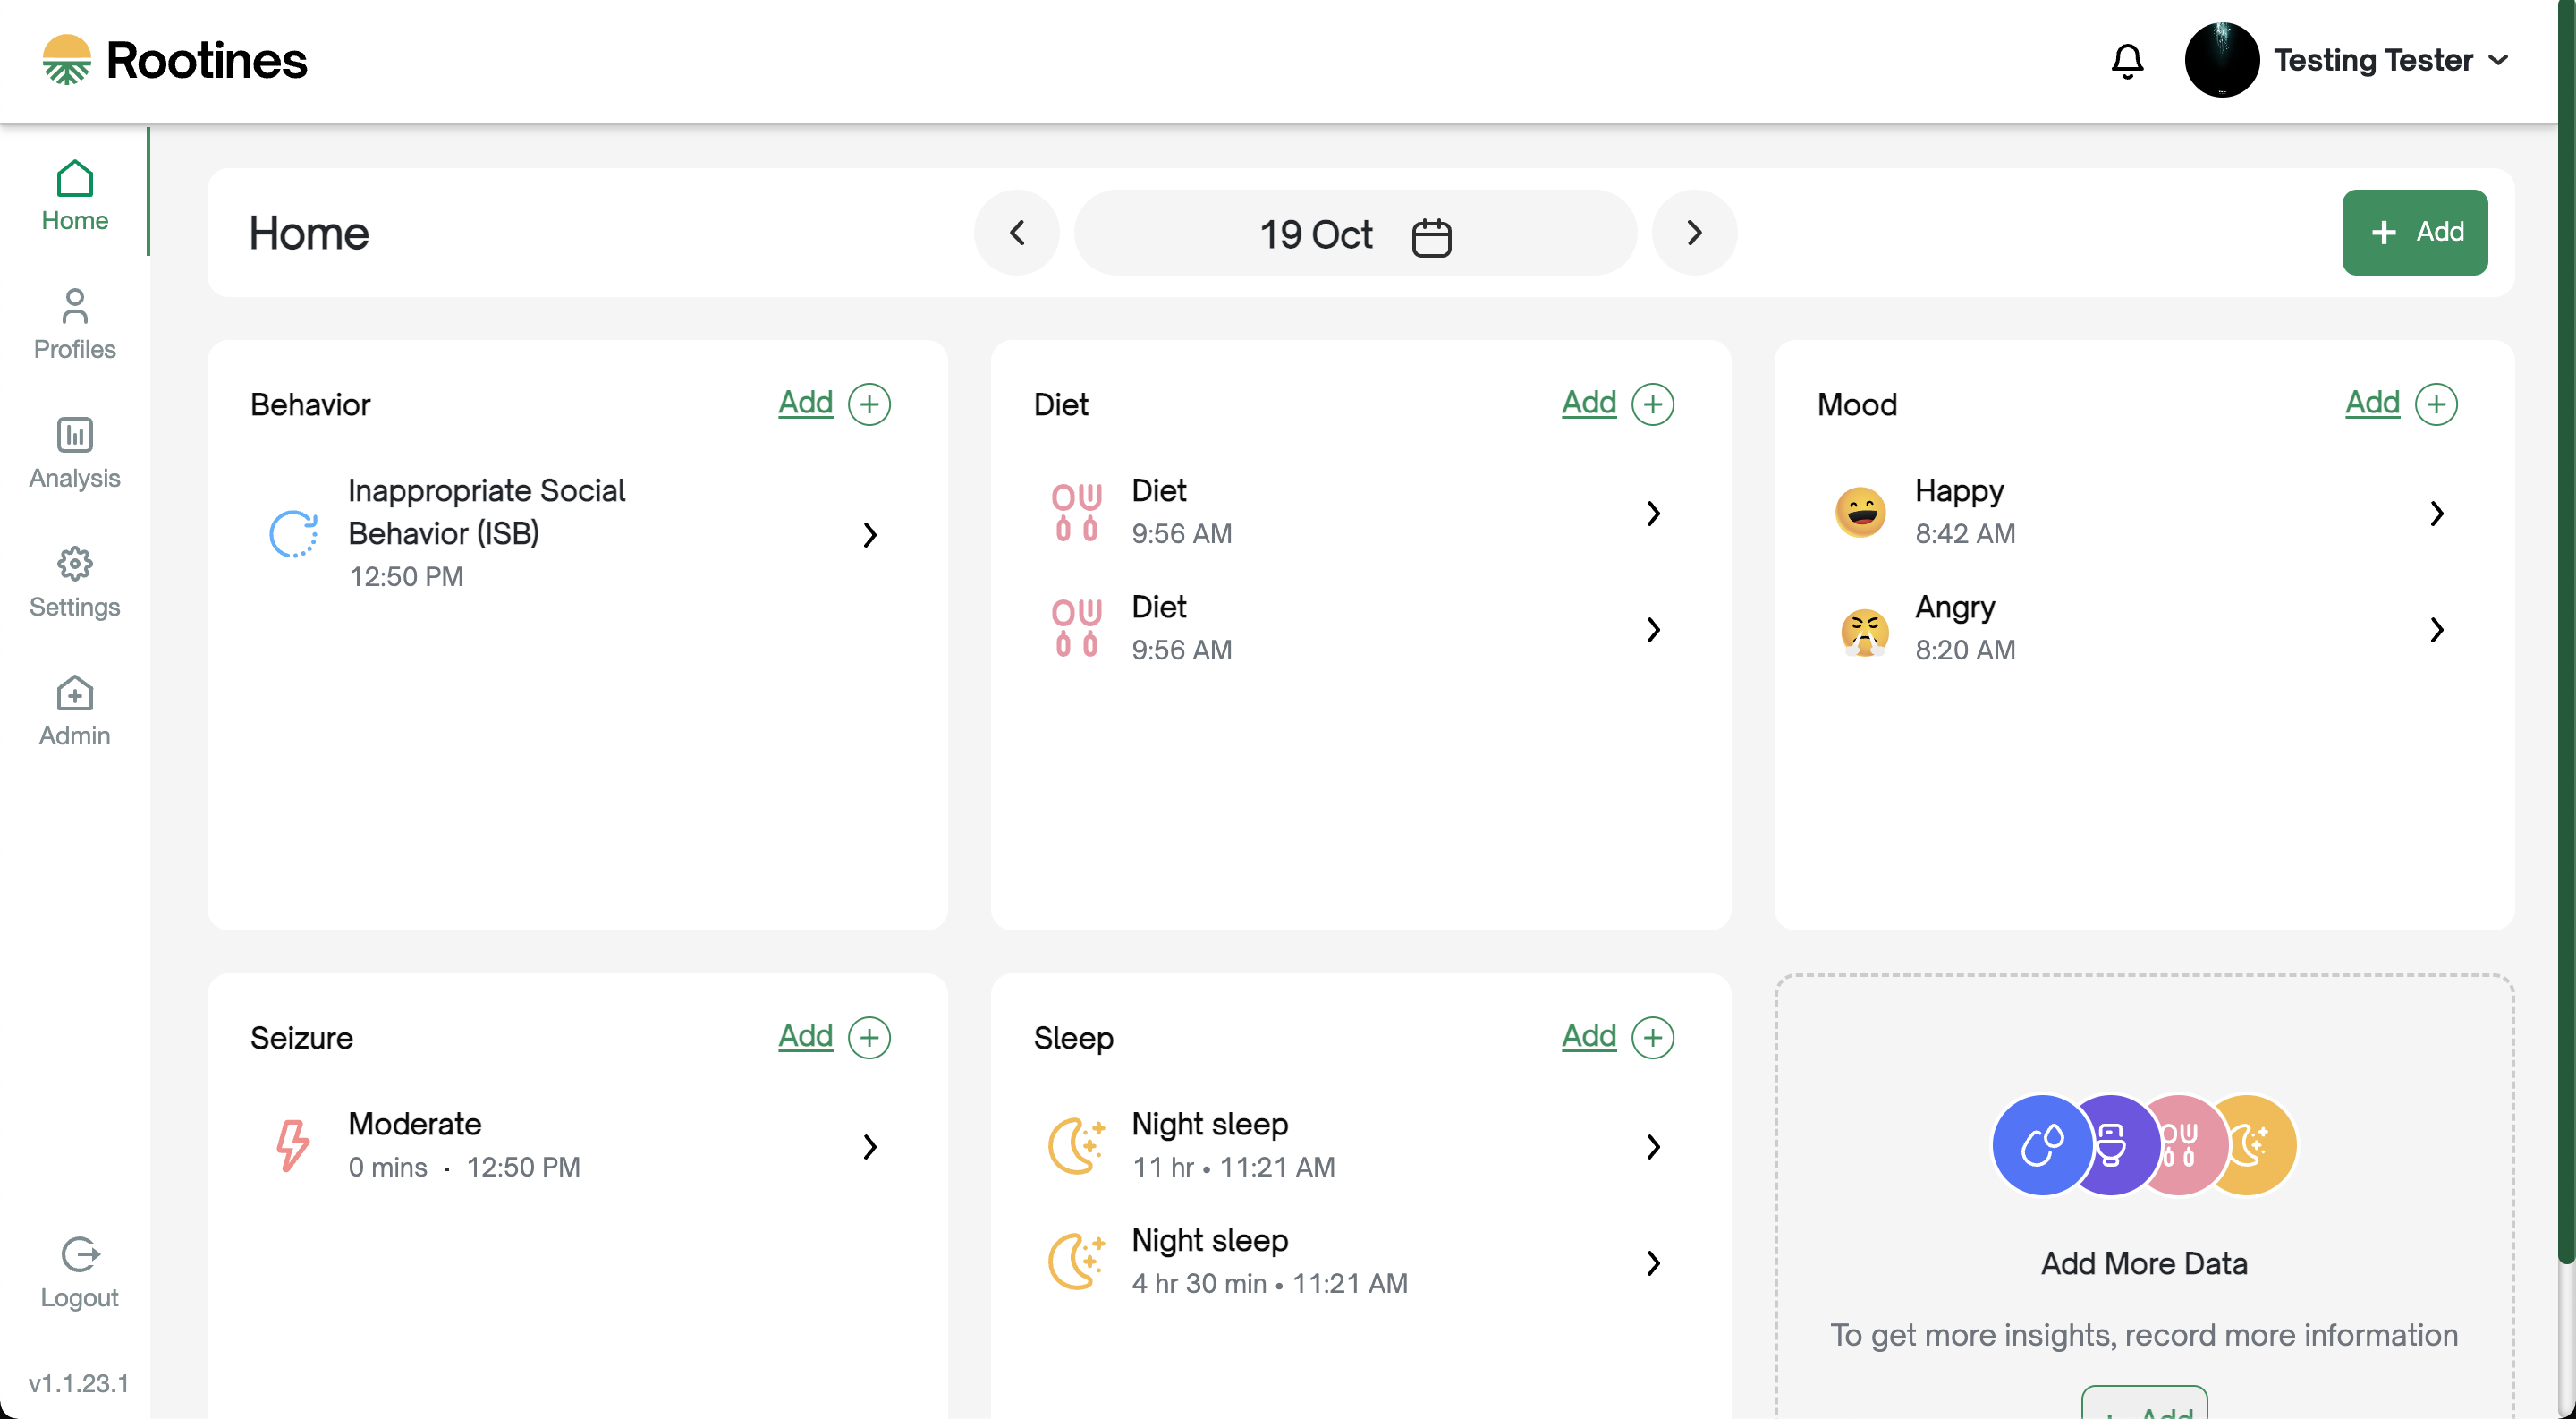 Rootines
Testing Tester
Home
Profiles
Analysis
Settings
Admin
Logout
v1.1.23.1
Home
19 Oct
+ Add
Behavior
Add
Inappropriate Social
Behavior (ISB)
12:50 PM
Diet
Add
Diet
9:56 AM
Diet
9:56 AM
Mood
Add
Happy
8:42 AM
Angry
8:20 AM
Seizure
Add
Moderate
0 mins · 12:50 PM
Sleep
Add
Night sleep
11 hr • 11:21 AM
Night sleep
4 hr 30 min • 11:21 AM
Add More Data
To get more insights, record more information
+ Add